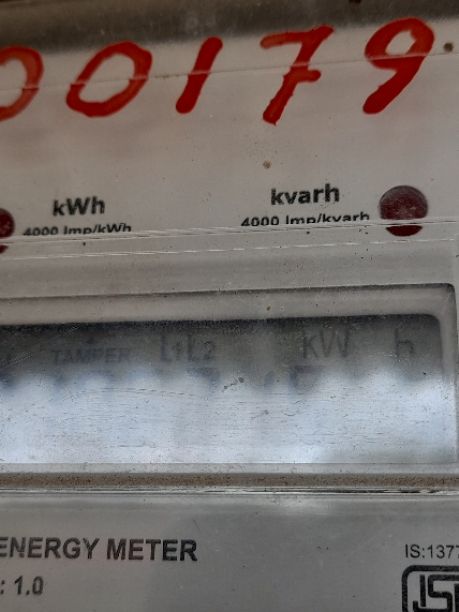 00179
kWh kvarh
4000 Imp/kWh 4000 Imp/kvarh
TAMPER L1L2 KW h
ENERGY METER IS:1377
: 1.0